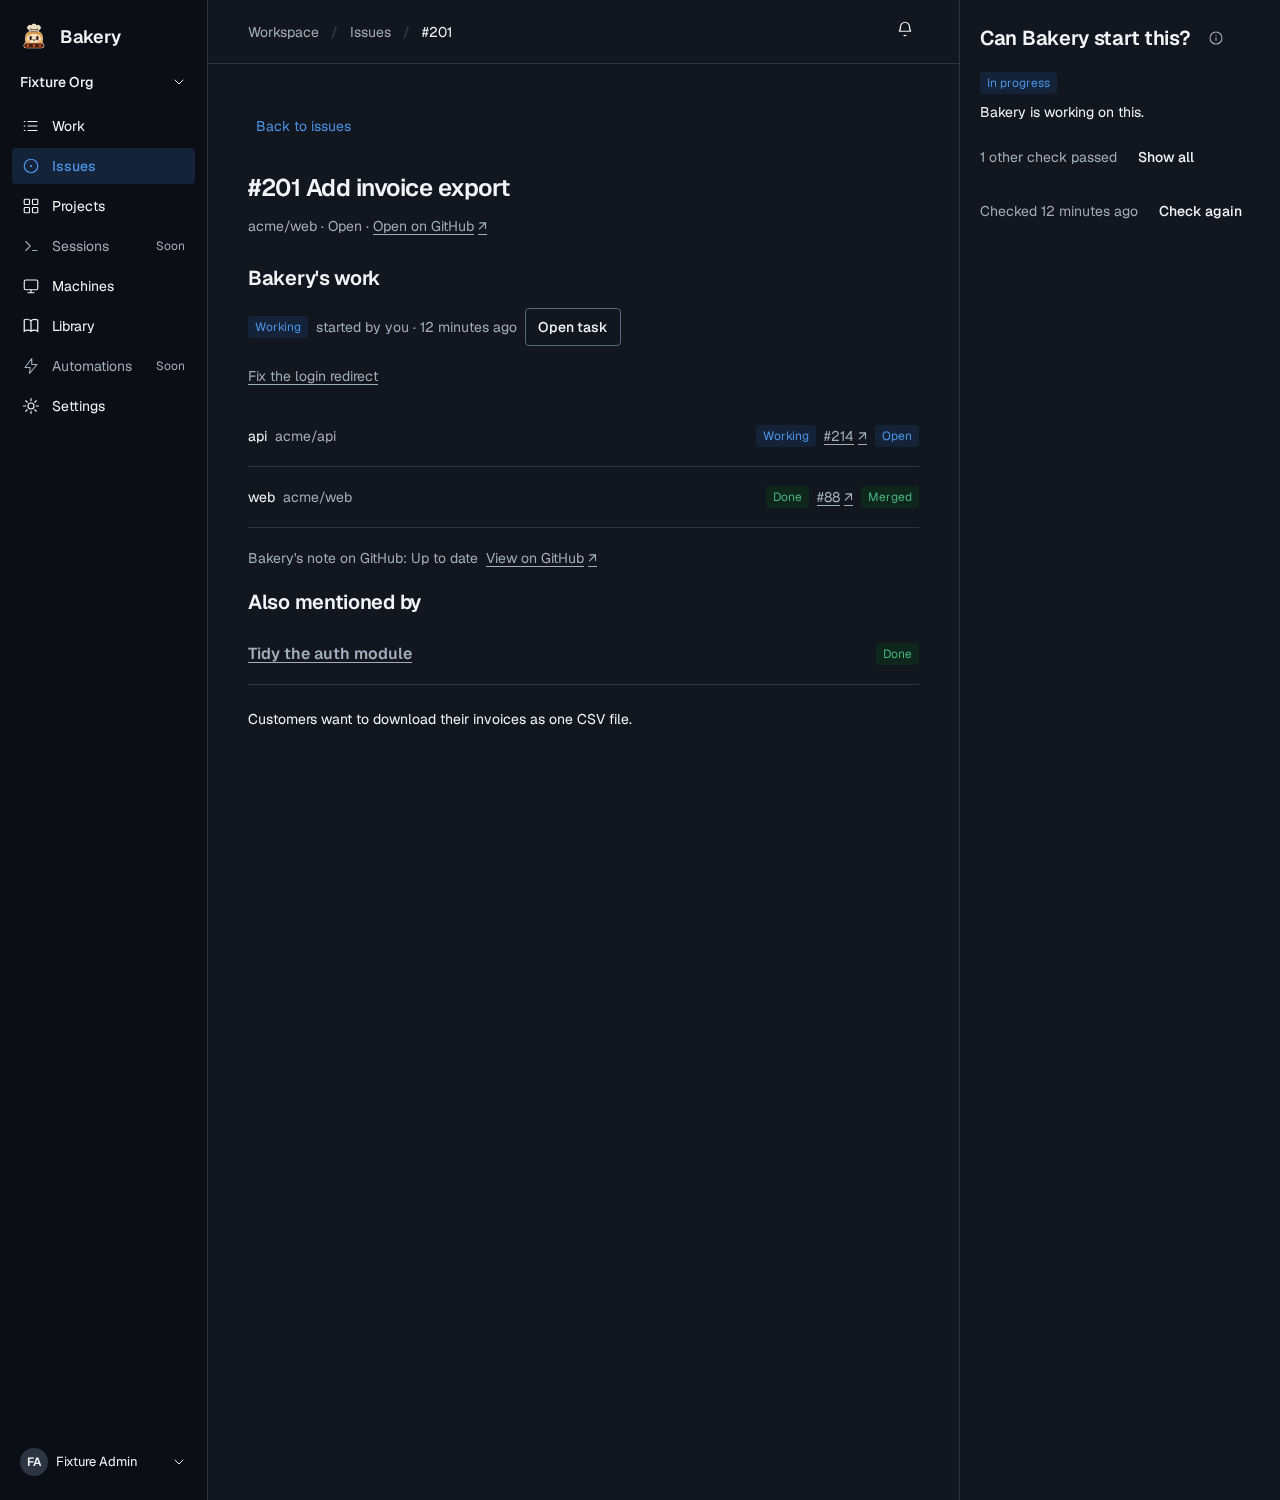 Bakery
Fixture Org
Work
Issues
Projects
Sessions Soon
Machines
Library
Automations Soon
Settings
FA Fixture Admin
Workspace / Issues / #201
Back to issues
#201 Add invoice export
acme/web · Open · Open on GitHub ↗
Bakery's work
Working started by you · 12 minutes ago Open task
Fix the login redirect
api acme/api Working #214 ↗ Open
web acme/web Done #88 ↗ Merged
Bakery's note on GitHub: Up to date View on GitHub ↗
Also mentioned by
Tidy the auth module Done
Customers want to download their invoices as one CSV file.
Can Bakery start this?
In progress
Bakery is working on this.
1 other check passed Show all
Checked 12 minutes ago Check again